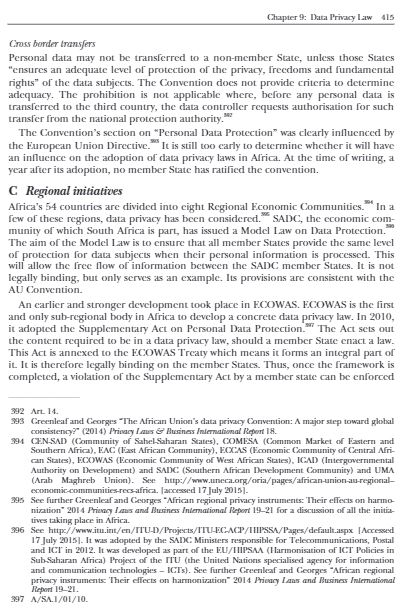 Chapter 9: Data Privacy Law 415
Cross border transfers
Personal data may not be transferred to a non-member State, unless those States
“ensures an adequate level of protection of the privacy, freedoms and fundamental
rights” of the data subjects. The Convention does not provide criteria to determine
adequacy. The prohibition is not applicable where, before any personal data is
transferred to the third country, the data controller requests authorisation for such
transfer from the national protection authority.392
The Convention’s section on “Personal Data Protection” was clearly influenced by
the European Union Directive.393 It is still too early to determine whether it will have
an influence on the adoption of data privacy laws in Africa. At the time of writing, a
year after its adoption, no member State has ratified the convention.
C Regional initiatives
Africa’s 54 countries are divided into eight Regional Economic Communities.394 In a
few of these regions, data privacy has been considered.395 SADC, the economic com-
munity of which South Africa is part, has issued a Model Law on Data Protection.396
The aim of the Model Law is to ensure that all member States provide the same level
of protection for data subjects when their personal information is processed. This
will allow the free flow of information between the SADC member States. It is not
legally binding, but only serves as an example. Its provisions are consistent with the
AU Convention.
An earlier and stronger development took place in ECOWAS. ECOWAS is the first
and only sub-regional body in Africa to develop a concrete data privacy law. In 2010,
it adopted the Supplementary Act on Personal Data Protection.397 The Act sets out
the content required to be in a data privacy law, should a member State enact a law.
This Act is annexed to the ECOWAS Treaty which means it forms an integral part of
it. It is therefore legally binding on the member States. Thus, once the framework is
completed, a violation of the Supplementary Act by a member state can be enforced
392 Art. 14.
393 Greenleaf and Georges “The African Union’s data privacy Convention: A major step toward global
consistency?” (2014) Privacy Laws & Business International Report 18.
394 CEN-SAD (Community of Sahel-Saharan States), COMESA (Common Market of Eastern and
Southern Africa), EAC (East African Community), ECCAS (Economic Community of Central Afri-
can States), ECOWAS (Economic Community of West African States), IGAD (Intergovernmental
Authority on Development) and SADC (Southern African Development Community) and UMA
(Arab Maghreb Union). See http://www.uneca.org/oria/pages/african-union-au-regional–
economic-communities-recs-africa. [accessed 17 July 2015].
395 See further Greenleaf and Georges “African regional privacy instruments: Their effects on harmo-
nization” 2014 Privacy Laws and Business International Report 19–21 for a discussion of all the initia-
tives taking place in Africa.
396 See http://www.itu.int/en/ITU-D/Projects/ITU-EC-ACP/HIPSSA/Pages/default.aspx [Accessed
17 July 2015]. It was adopted by the SADC Ministers responsible for Telecommunications, Postal
and ICT in 2012. It was developed as part of the EU/HIPSAA (Harmonisation of ICT Policies in
Sub-Saharan Africa) Project of the ITU (the United Nations specialised agency for information
and communication technologies – ICTs). See further Greenleaf and Georges “African regional
privacy instruments: Their effects on harmonization” 2014 Privacy Laws and Business International
Report 19–21.
397 A/SA.1/01/10.